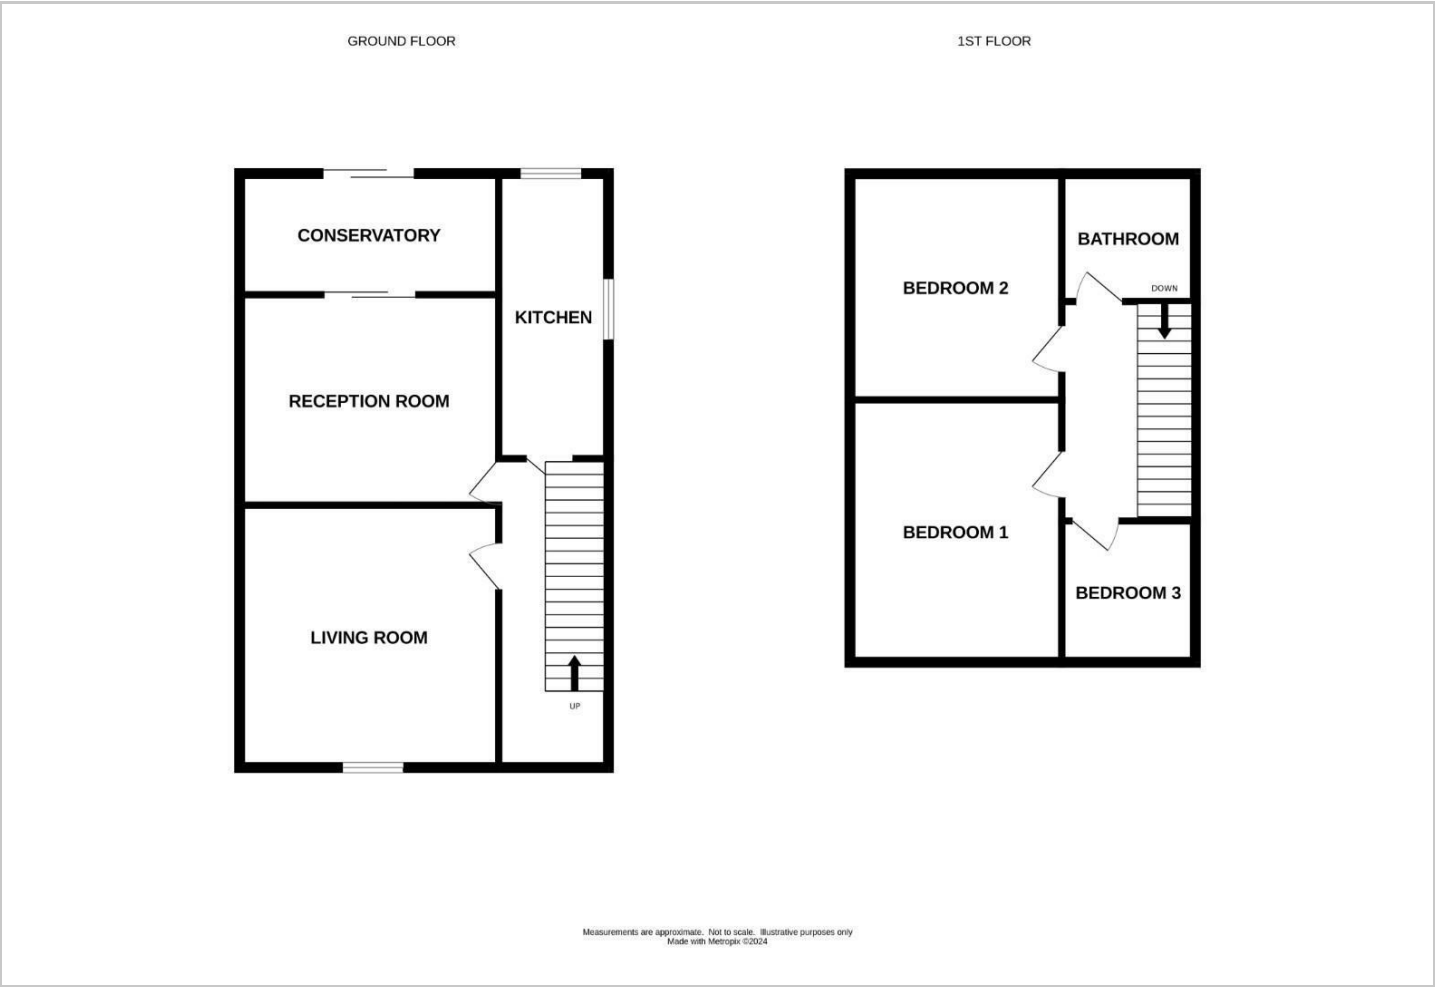 GROUND FLOOR
CONSERVATORY
KITCHEN
RECEPTION ROOM
LIVING ROOM
UP
1ST FLOOR
BATHROOM
BEDROOM 2
DOWN
BEDROOM 1
BEDROOM 3
Measurements are approximate.  Not to scale.  Illustrative purposes only
Made with Metropix ©2024